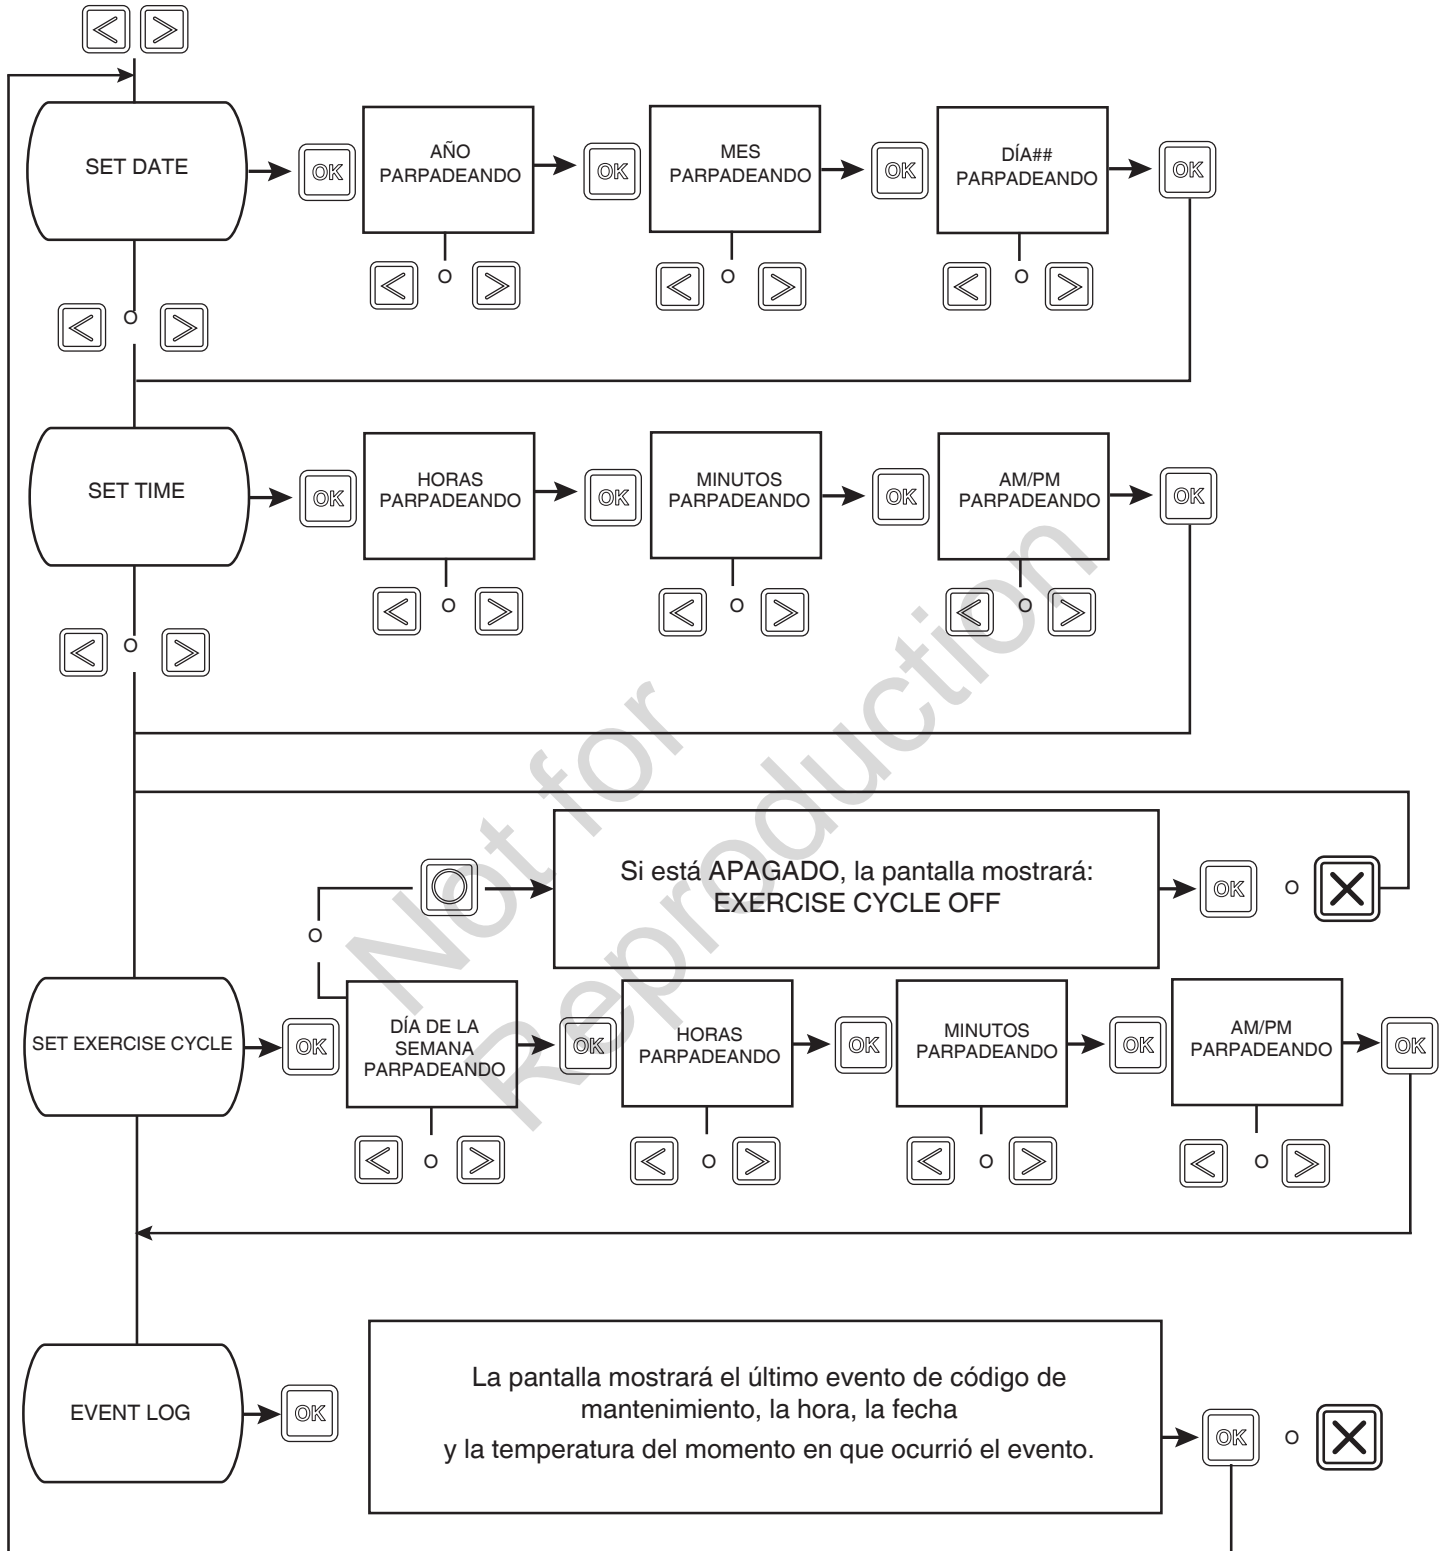 SET DATE
OK
AÑO
PARPADEANDO
OK
MES
PARPADEANDO
OK
DÍA##
PARPADEANDO
OK
O
O
O
O
SET TIME
OK
HORAS
PARPADEANDO
OK
MINUTOS
PARPADEANDO
OK
AM/PM
PARPADEANDO
OK
O
O
O
O
Not for
Reproduction
Si está APAGADO, la pantalla mostrará:
EXERCISE CYCLE OFF
OK
O
O
SET EXERCISE CYCLE
OK
DÍA DE LA
SEMANA
PARPADEANDO
OK
HORAS
PARPADEANDO
OK
MINUTOS
PARPADEANDO
OK
AM/PM
PARPADEANDO
OK
O
O
O
O
EVENT LOG
OK
La pantalla mostrará el último evento de código de
mantenimiento, la hora, la fecha
y la temperatura del momento en que ocurrió el evento.
OK
O